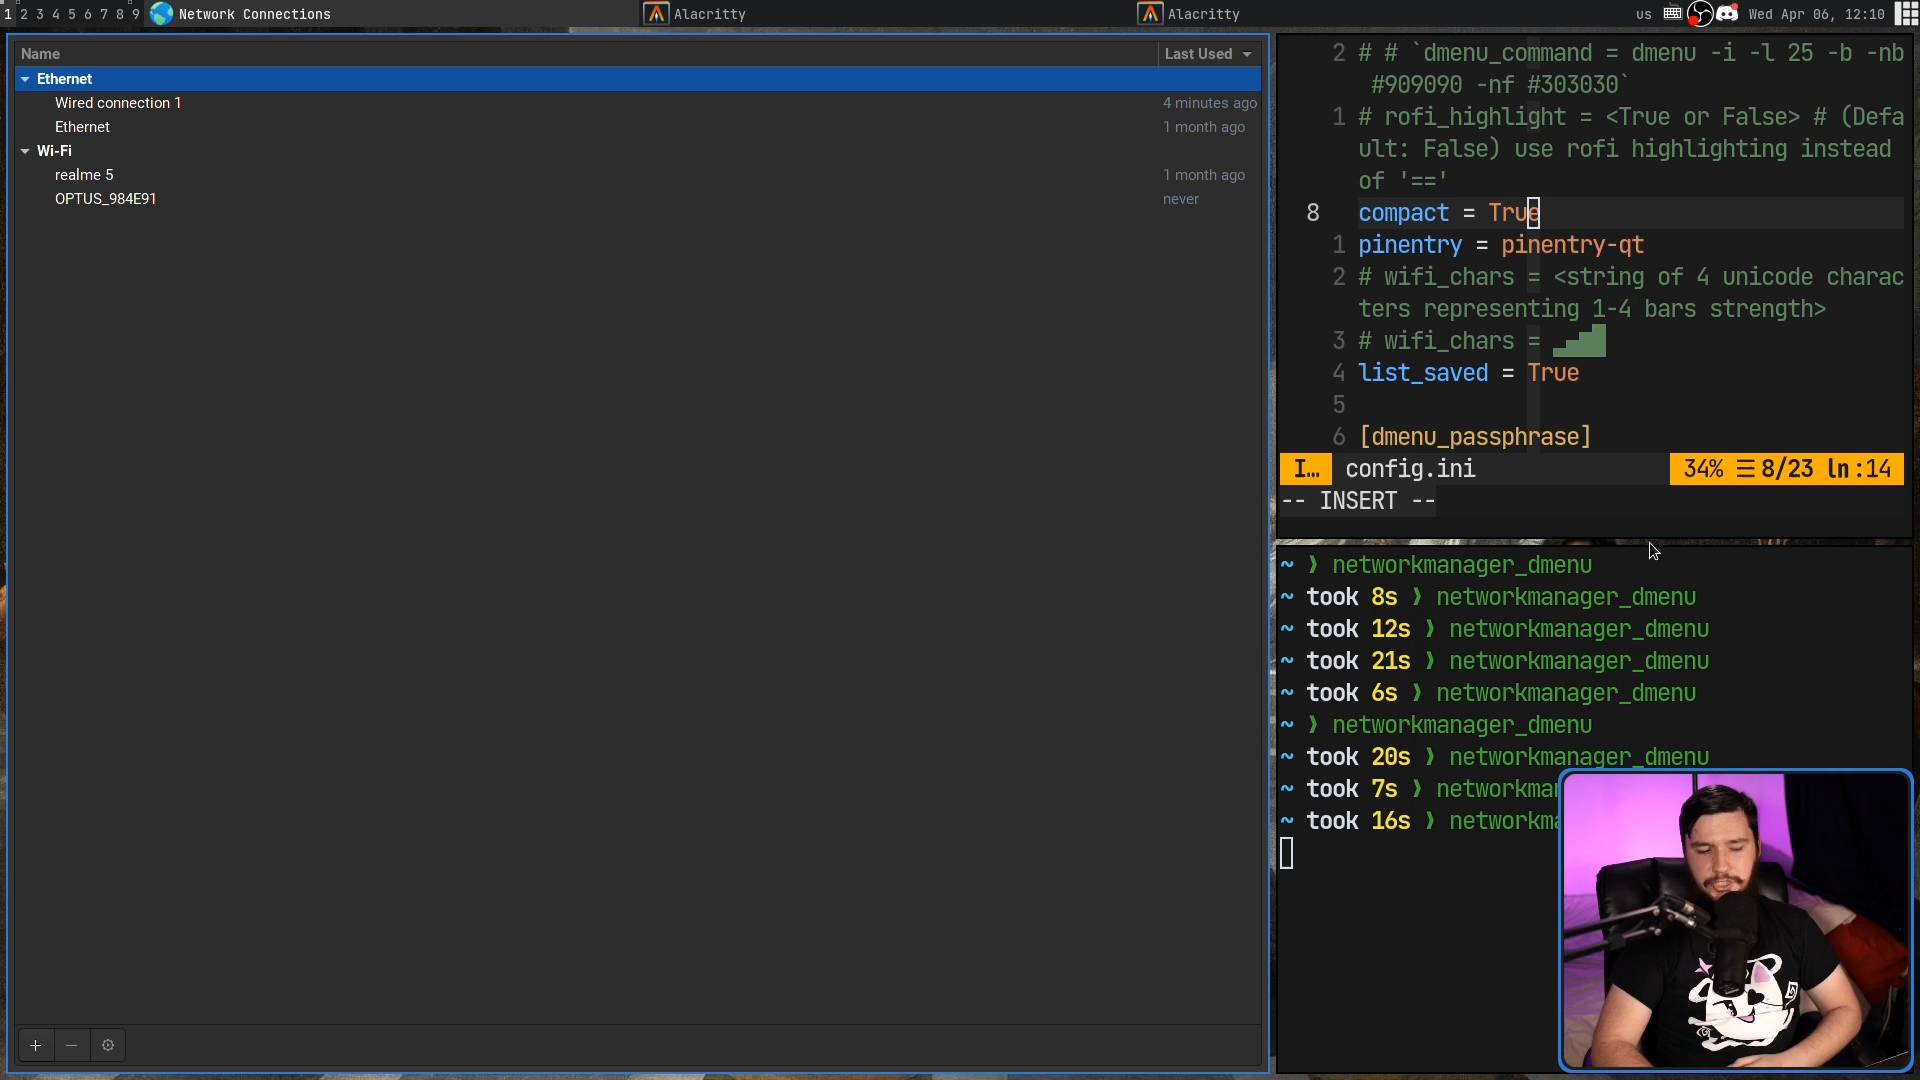 1 2 3 4 5 6 7 8 9 Network Connections Alacritty Alacritty us Wed Apr 06, 12:10
Name Last Used
Ethernet
Wired connection 1 4 minutes ago
Ethernet 1 month ago
Wi-Fi
realme 5 1 month ago
OPTUS_984E91 never
2 # # `dmenu_command = dmenu -i -l 25 -b -nb
#909090 -nf #303030`
1 # rofi_highlight = <True or False> # (Defa
ult: False) use rofi highlighting instead
of '=='
8 compact = True
1 pinentry = pinentry-qt
2 # wifi_chars = <string of 4 unicode charac
ters representing 1-4 bars strength>
3 # wifi_chars = ▂▄▆█
4 list_saved = True
5
6 [dmenu_passphrase]
I… config.ini 34% ☰ 8/23 ln:14
-- INSERT --
~ ❯ networkmanager_dmenu
~ took 8s ❯ networkmanager_dmenu
~ took 12s ❯ networkmanager_dmenu
~ took 21s ❯ networkmanager_dmenu
~ took 6s ❯ networkmanager_dmenu
~ ❯ networkmanager_dmenu
~ took 20s ❯ networkmanager_dmenu
~ took 7s ❯ networkma
~ took 16s ❯ networkma